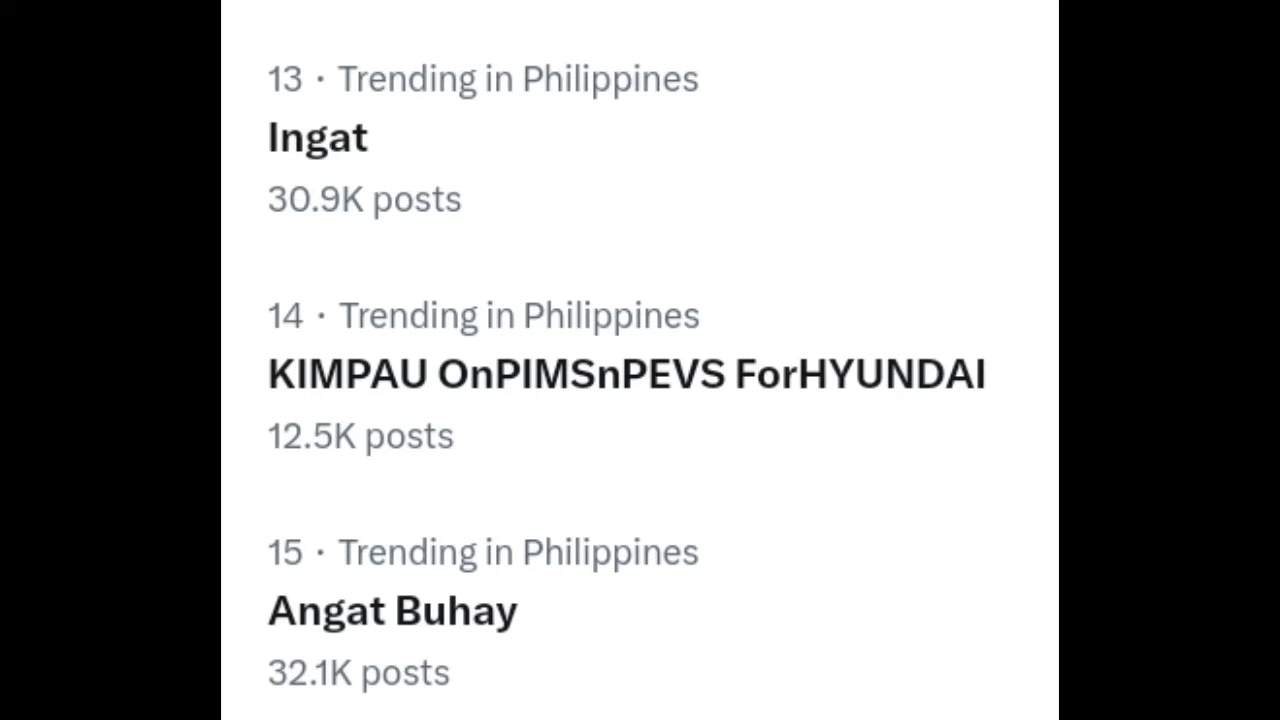 13 · Trending in Philippines
Ingat
30.9K posts
14 · Trending in Philippines
KIMPAU OnPIMSnPEVS ForHYUNDAI
12.5K posts
15 · Trending in Philippines
Angat Buhay
32.1K posts